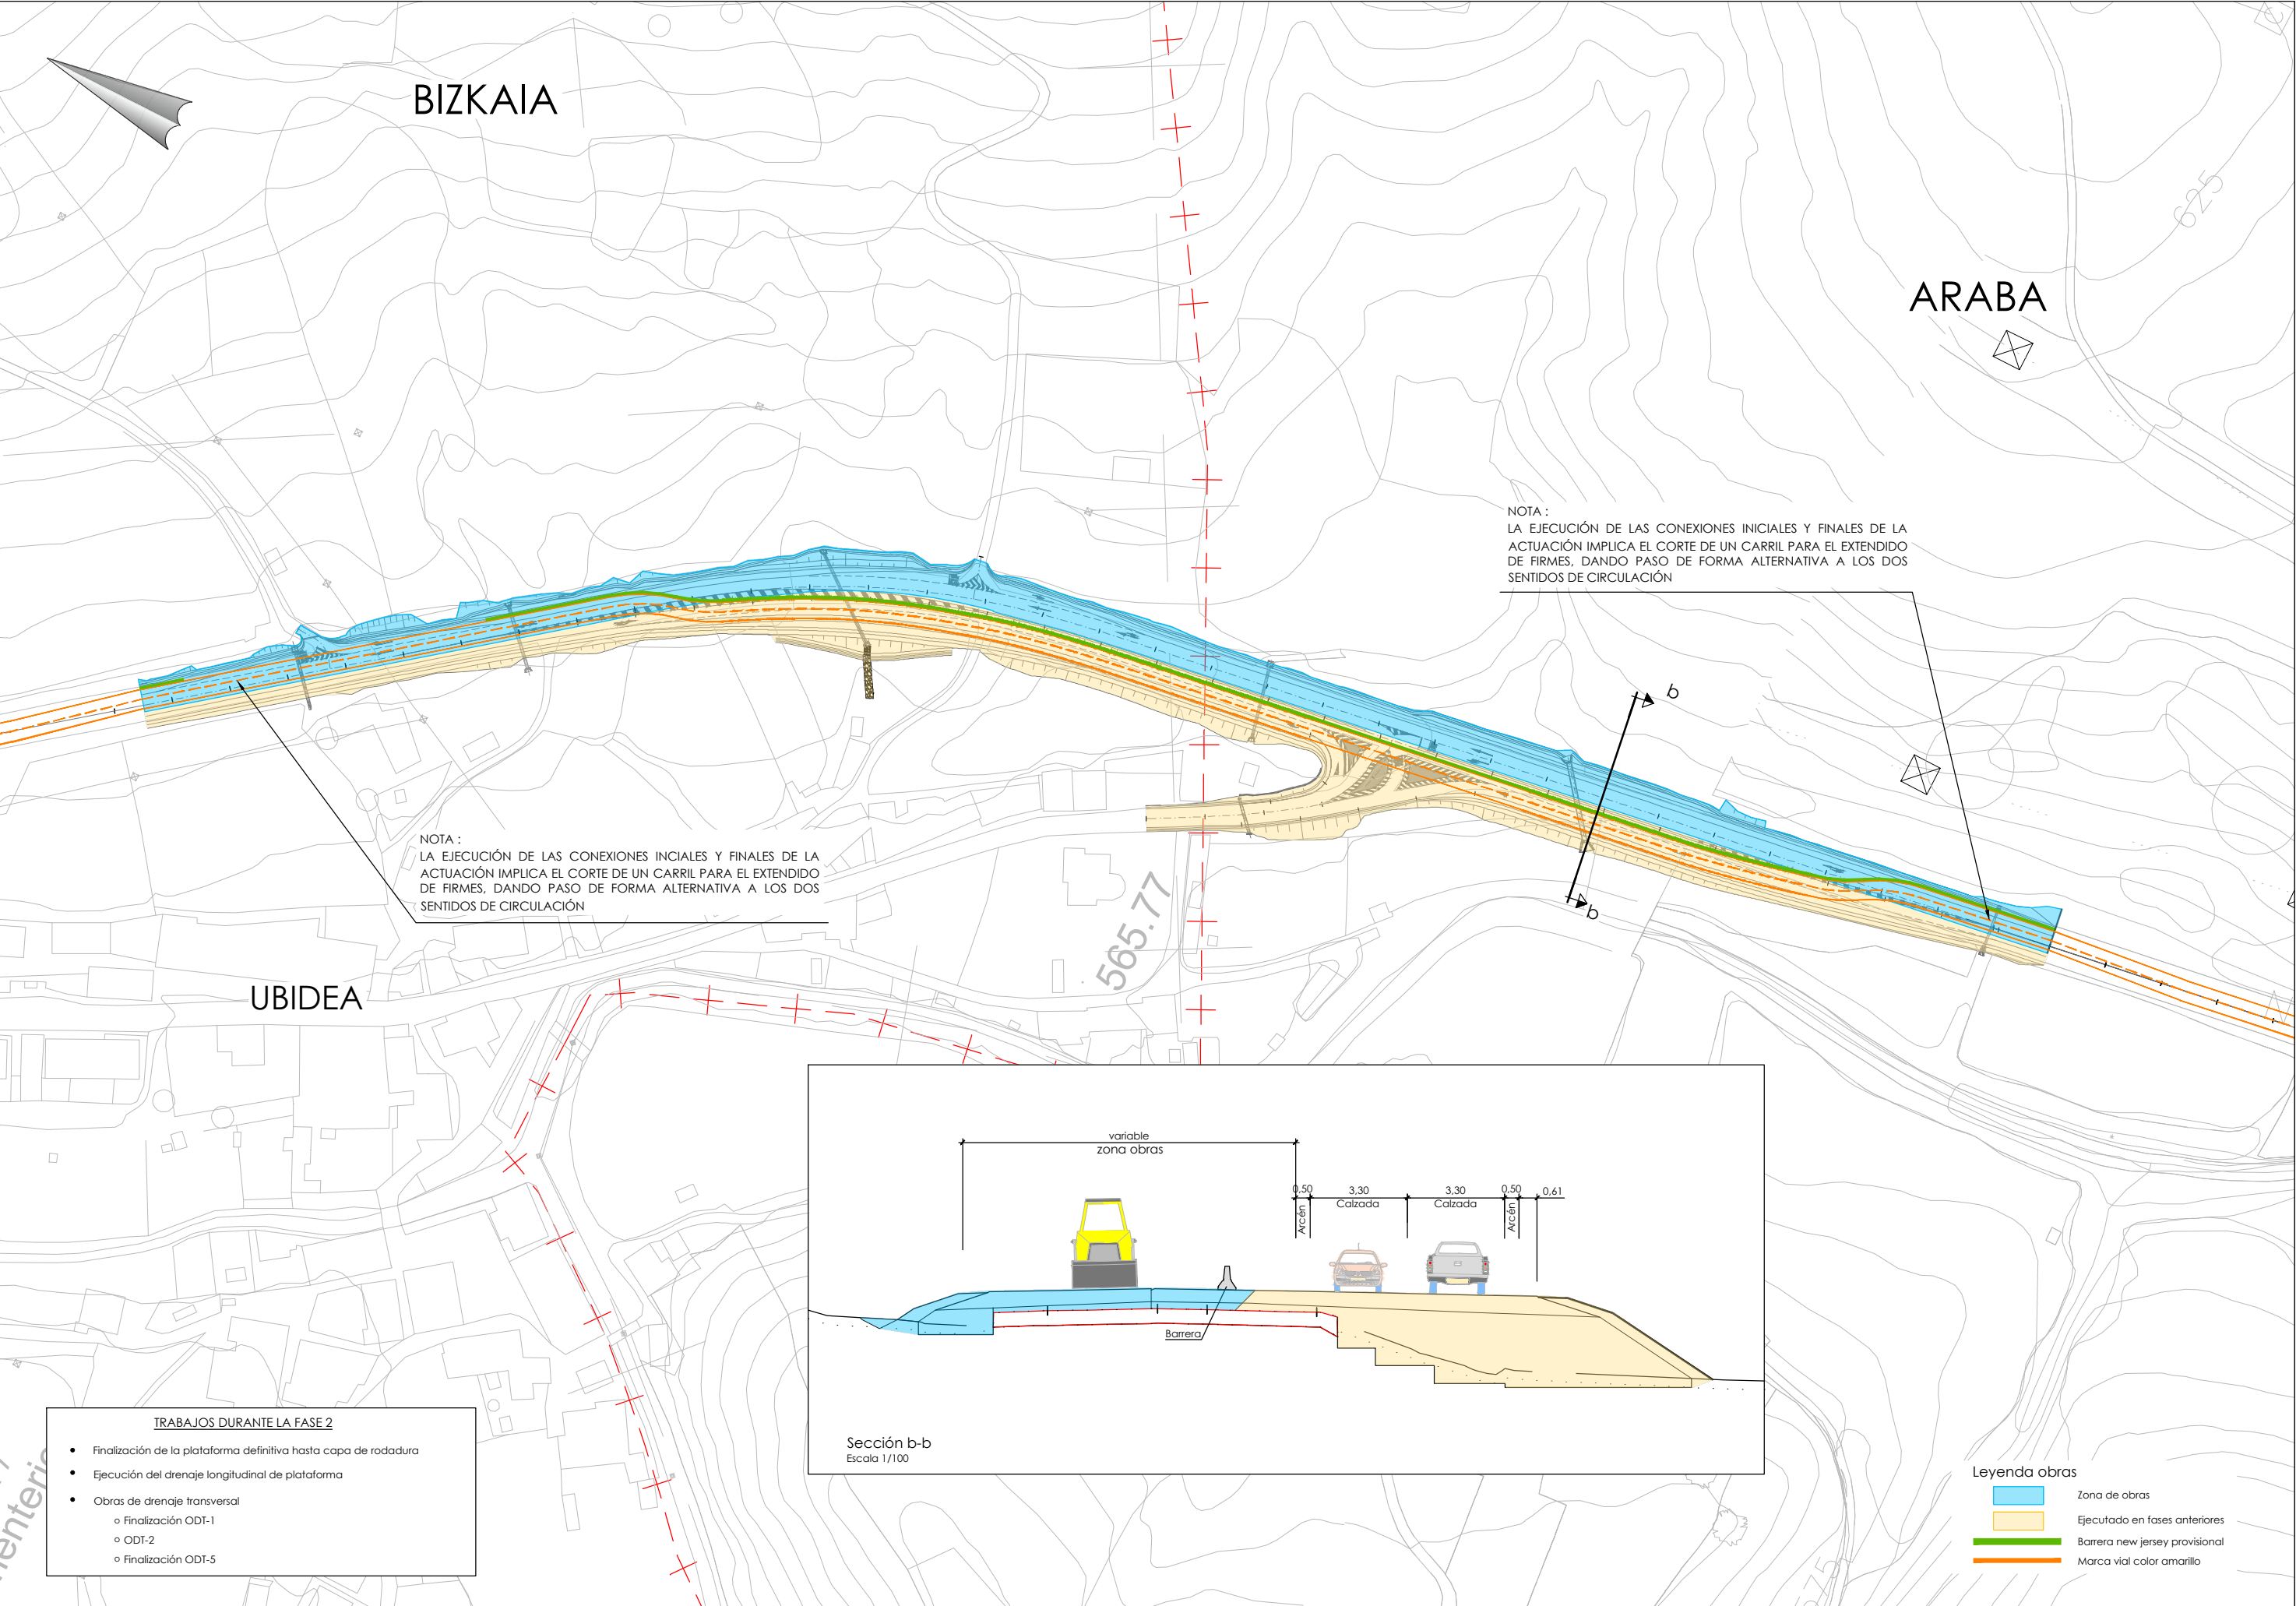 BIZKAIA
ARABA
625
NOTA :
LA EJECUCIÓN DE LAS CONEXIONES INICIALES Y FINALES DE LA
ACTUACIÓN IMPLICA EL CORTE DE UN CARRIL PARA EL EXTENDIDO
DE FIRMES, DANDO PASO DE FORMA ALTERNATIVA A LOS DOS
SENTIDOS DE CIRCULACIÓN
b
b
NOTA :
LA EJECUCIÓN DE LAS CONEXIONES INCIALES Y FINALES DE LA
ACTUACIÓN IMPLICA EL CORTE DE UN CARRIL PARA EL EXTENDIDO
DE FIRMES, DANDO PASO DE FORMA ALTERNATIVA A LOS DOS
SENTIDOS DE CIRCULACIÓN
565.77
UBIDEA
variable
zona obras
0,50 3,30 3,30 0,50 0,61
Arcén Calzada Calzada Arcén
Barrera
Sección b-b
Escala 1/100
TRABAJOS DURANTE LA FASE 2
• Finalización de la plataforma definitiva hasta capa de rodadura
• Ejecución del drenaje longitudinal de plataforma
• Obras de drenaje transversal
o Finalización ODT-1
o ODT-2
o Finalización ODT-5
Leyenda obras
Zona de obras
Ejecutado en fases anteriores
Barrera new jersey provisional
Marca vial color amarillo